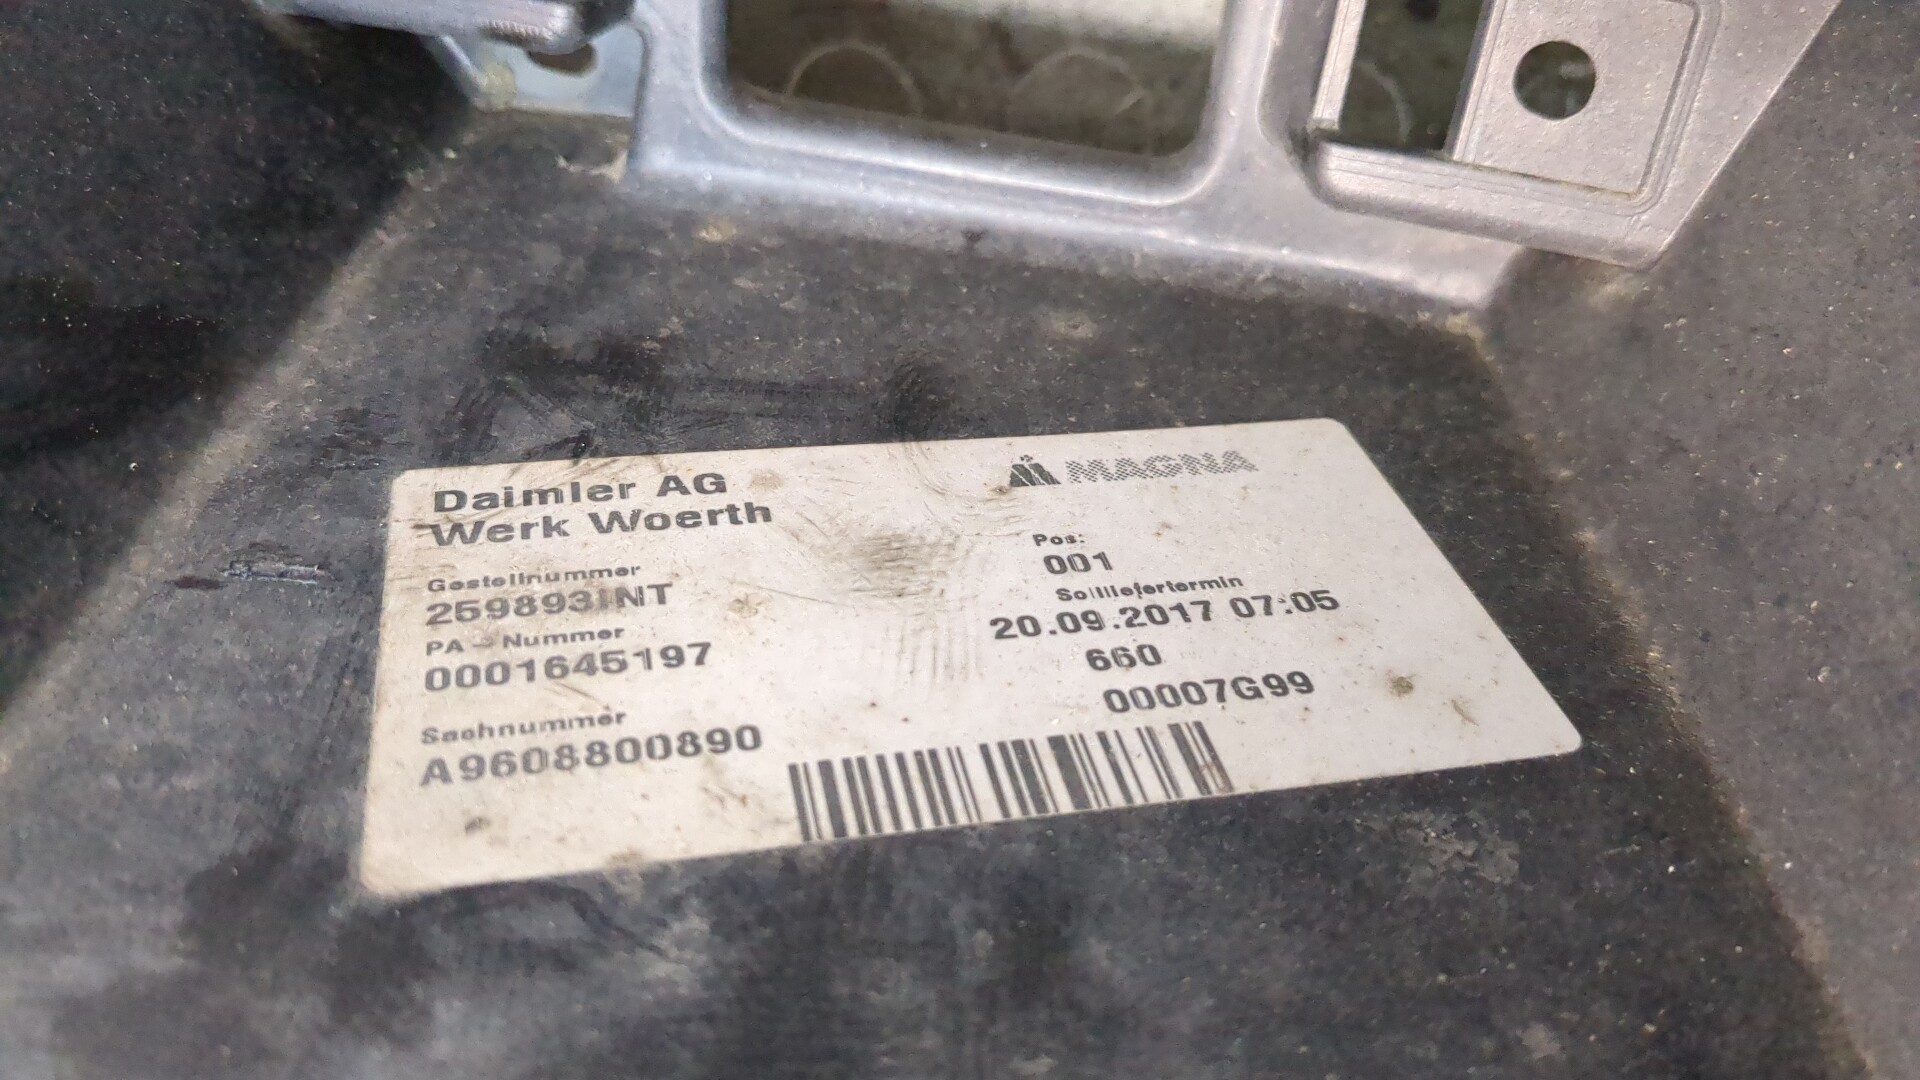 Daimler AG
Werk Woerth
MAGNA
Gestellnummer
259893INT
PA-Nummer
0001645197
Sachnummer
A9608800890
Pos:
001
Sollliefertermin
20.09.2017 07:05
660
00007G99